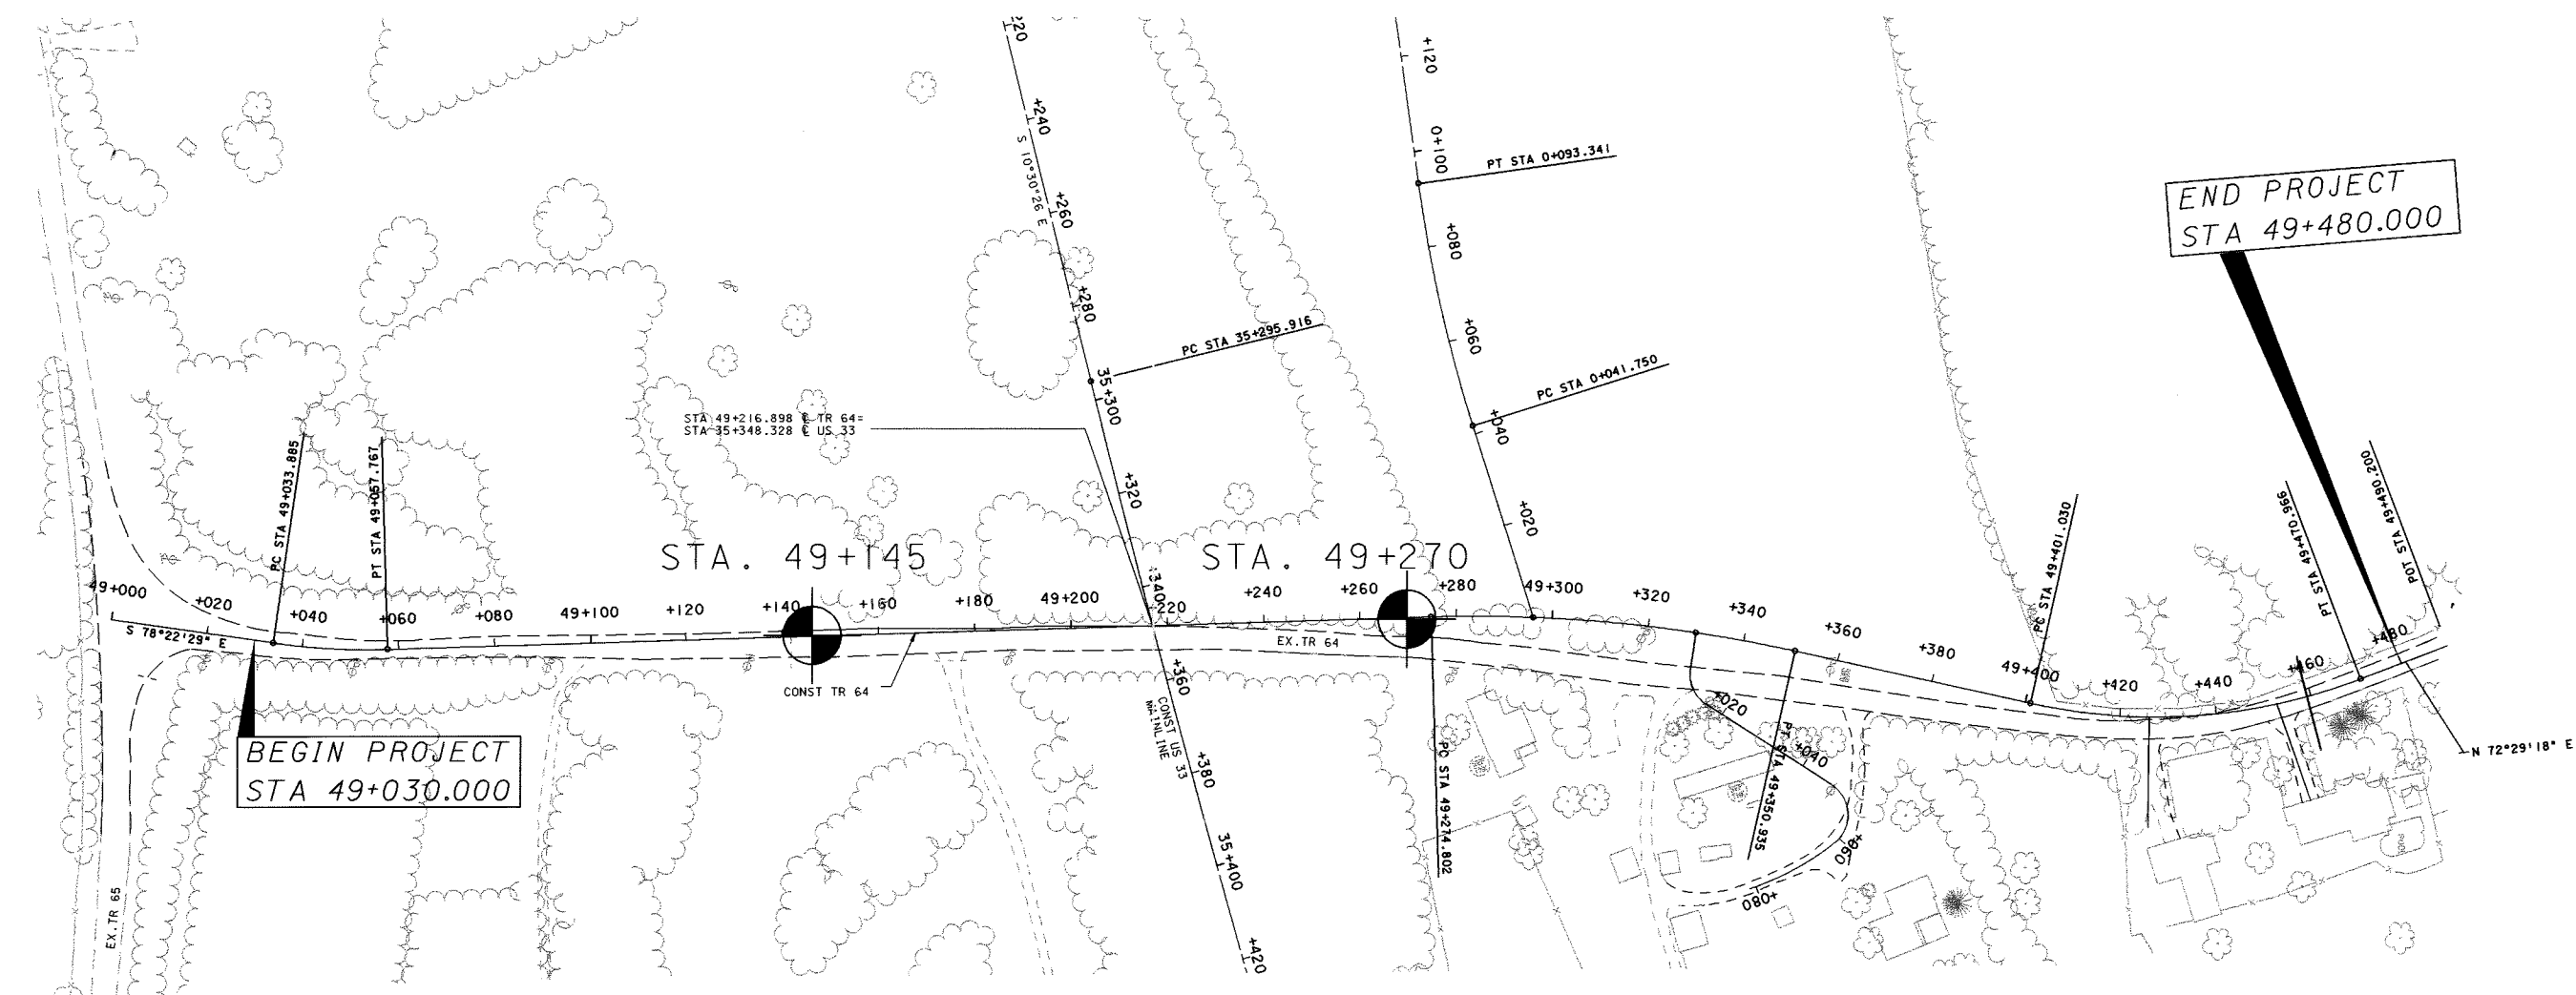 +220
+240
S 10°30'26 E
+260
+280
PC STA 35+295.916
35+300
+320
+340
+360
CONST US 33
MAINLINE
+380
35+400
+420
+120
0+100
PT STA 0+093.341
+080
+060
PC STA 0+041.750
+040
+020
END PROJECT
STA 49+480.000
STA 49+216.898 ℄ TR 64=
STA 35+348.328 ℄ US 33
STA. 49+145
STA. 49+270
PC STA 49+033.885
PT STA 49+057.767
49+000
+020
+040
+060
+080
49+100
+120
+140
+160
+180
49+200
220
+240
+260
+280
49+300
+320
+340
+360
+380
49+400
+420
+440
+460
+480
PC STA 49+401.030
PT STA 49+470.966
POT STA 49+490.200
S 78°22'29" E
EX.TR 64
CONST TR 64
BEGIN PROJECT
STA 49+030.000
EX.TR 65
PC STA 49+274.802
PT STA 49+350.935
+020
+040
+060
+080
N 72°29'18" E